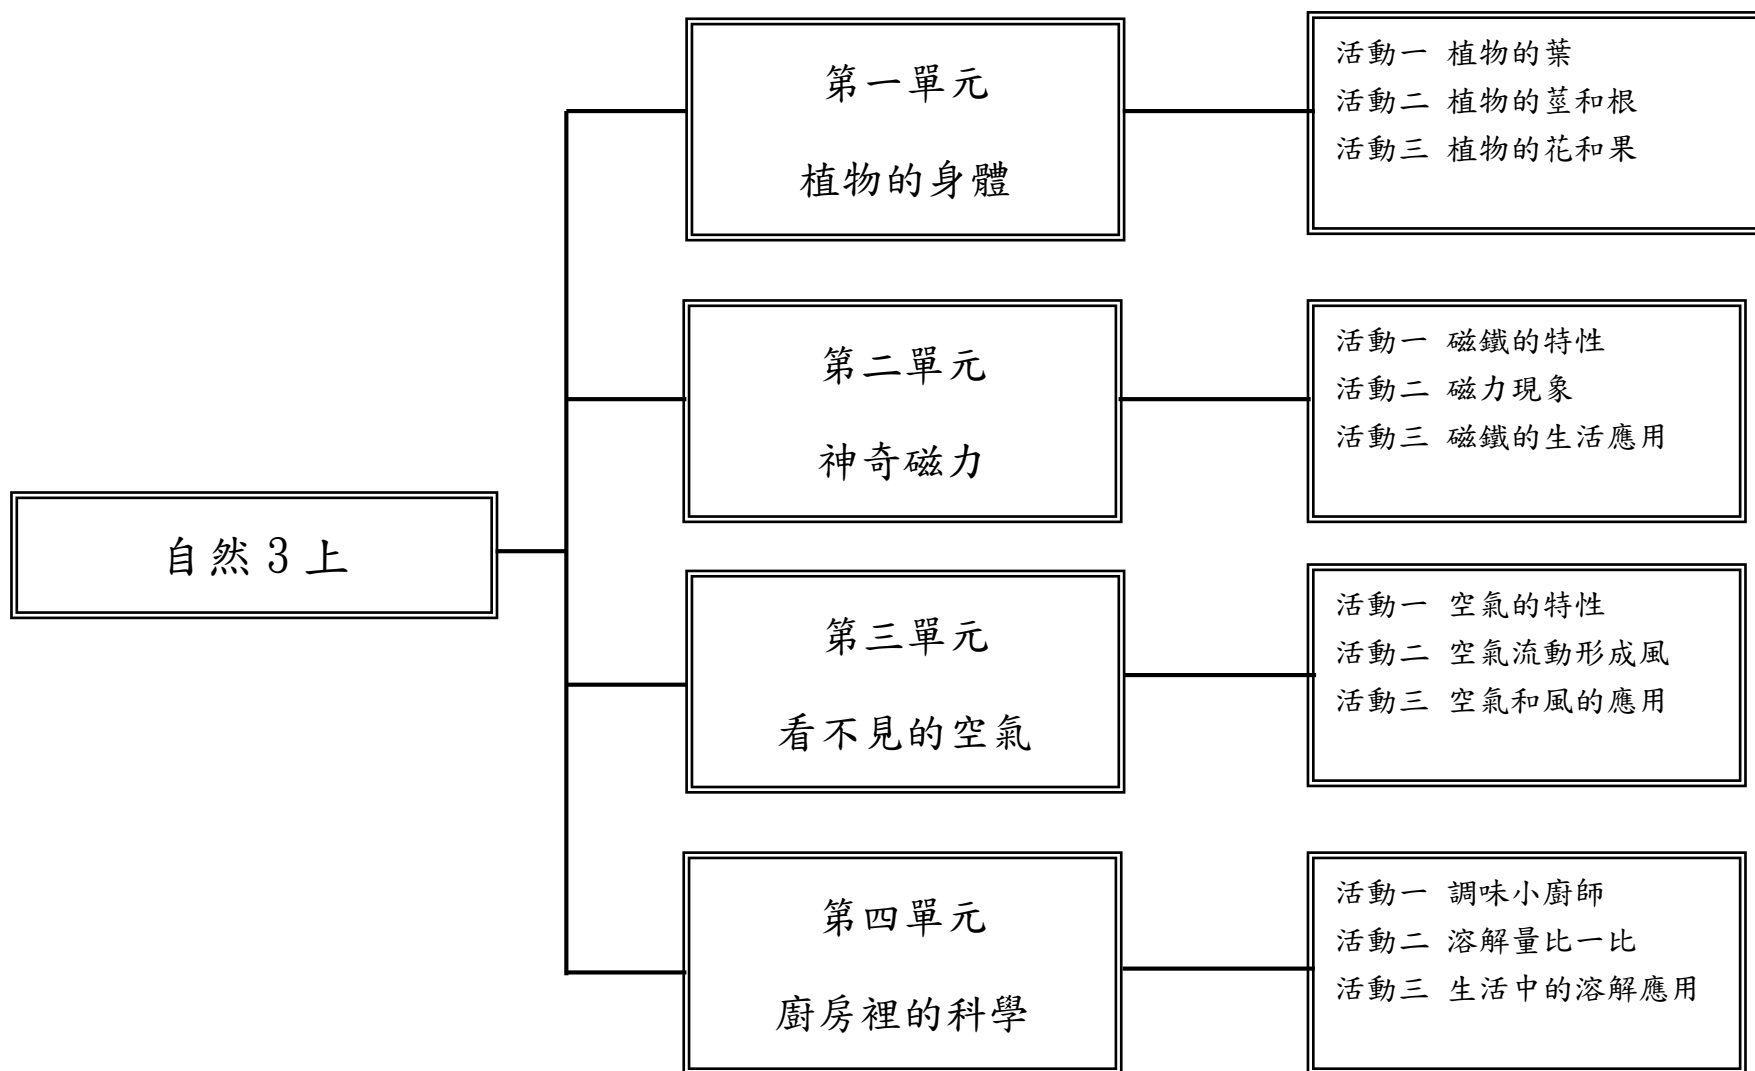 自然3上
第一單元
植物的身體
活動一 植物的葉
活動二 植物的莖和根
活動三 植物的花和果
第二單元
神奇磁力
活動一 磁鐵的特性
活動二 磁力現象
活動三 磁鐵的生活應用
第三單元
看不見的空氣
活動一 空氣的特性
活動二 空氣流動形成風
活動三 空氣和風的應用
第四單元
廚房裡的科學
活動一 調味小廚師
活動二 溶解量比一比
活動三 生活中的溶解應用